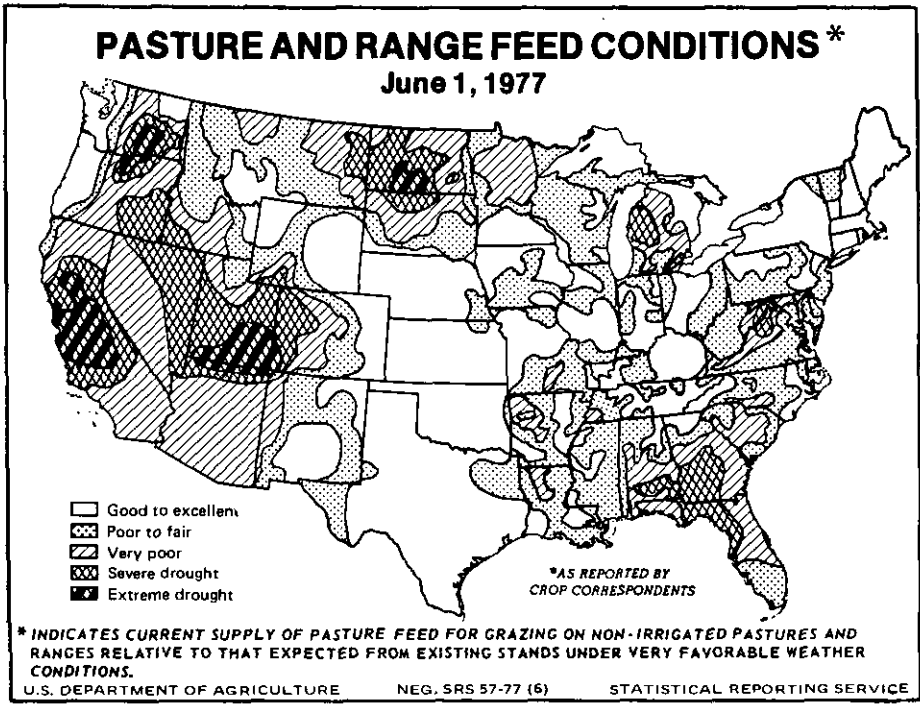 PASTURE AND RANGE FEED CONDITIONS*
June 1, 1977
Good to excellent
Poor to fair
Very poor
Severe drought
Extreme drought
*AS REPORTED BY
CROP CORRESPONDENTS
* INDICATES CURRENT SUPPLY OF PASTURE FEED FOR GRAZING ON NON-IRRIGATED PASTURES AND
RANGES RELATIVE TO THAT EXPECTED FROM EXISTING STANDS UNDER VERY FAVORABLE WEATHER
CONDITIONS.
U.S. DEPARTMENT OF AGRICULTURE NEG. SRS 57-77 (6) STATISTICAL REPORTING SERVICE